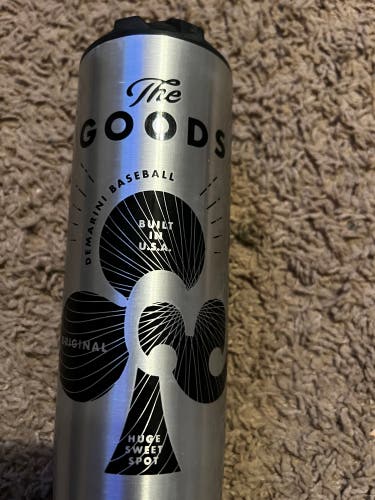 The
GOODS
DEMARINI BASEBALL
BUILT
IN
U.S.A.
ORIGINAL
HUGE
SWEET
SPOT